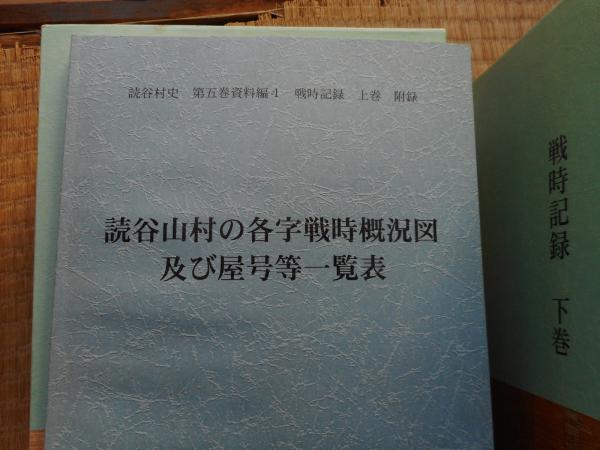 読谷村史　第五巻資料編4　戦時記録　上巻　附録
読谷山村の各字戦時概況図
及び屋号等一覧表
戦時記録　下巻